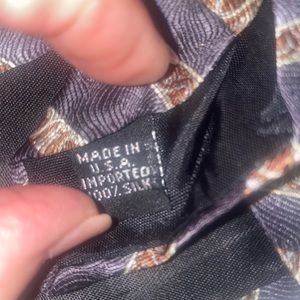 MADE IN
U.S.A.
IMPORTED
100% SILK